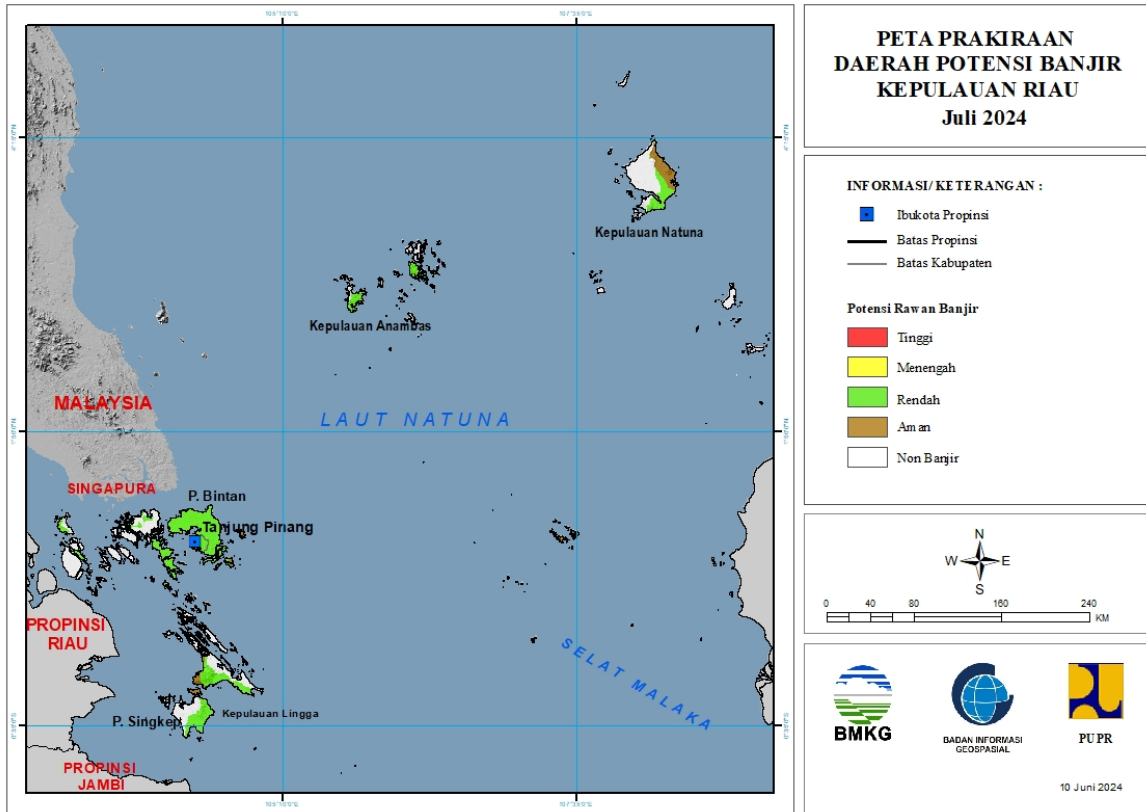 PETA PRAKIRAAN
DAERAH POTENSI BANJIR
KEPULAUAN RIAU
Juli 2024
INFORMASI/KETERANGAN :
Ibukota Propinsi
Batas Propinsi
Batas Kabupaten
Potensi Rawan Banjir
Tinggi
Menengah
Rendah
Aman
Non Banjir
N
W E
S
0 40 80 160 240
KM
BMKG
BADAN INFORMASI
GEOSPASIAL
PUPR
10 Juni 2024
Kepulauan Natuna
Kepulauan Anambas
MALAYSIA
LAUT NATUNA
SINGAPURA
P. Bintan
Tanjung Pinang
PROPINSI
RIAU
SELAT MALAKA
P. Singkep
Kepulauan Lingga
PROPINSI
JAMBI